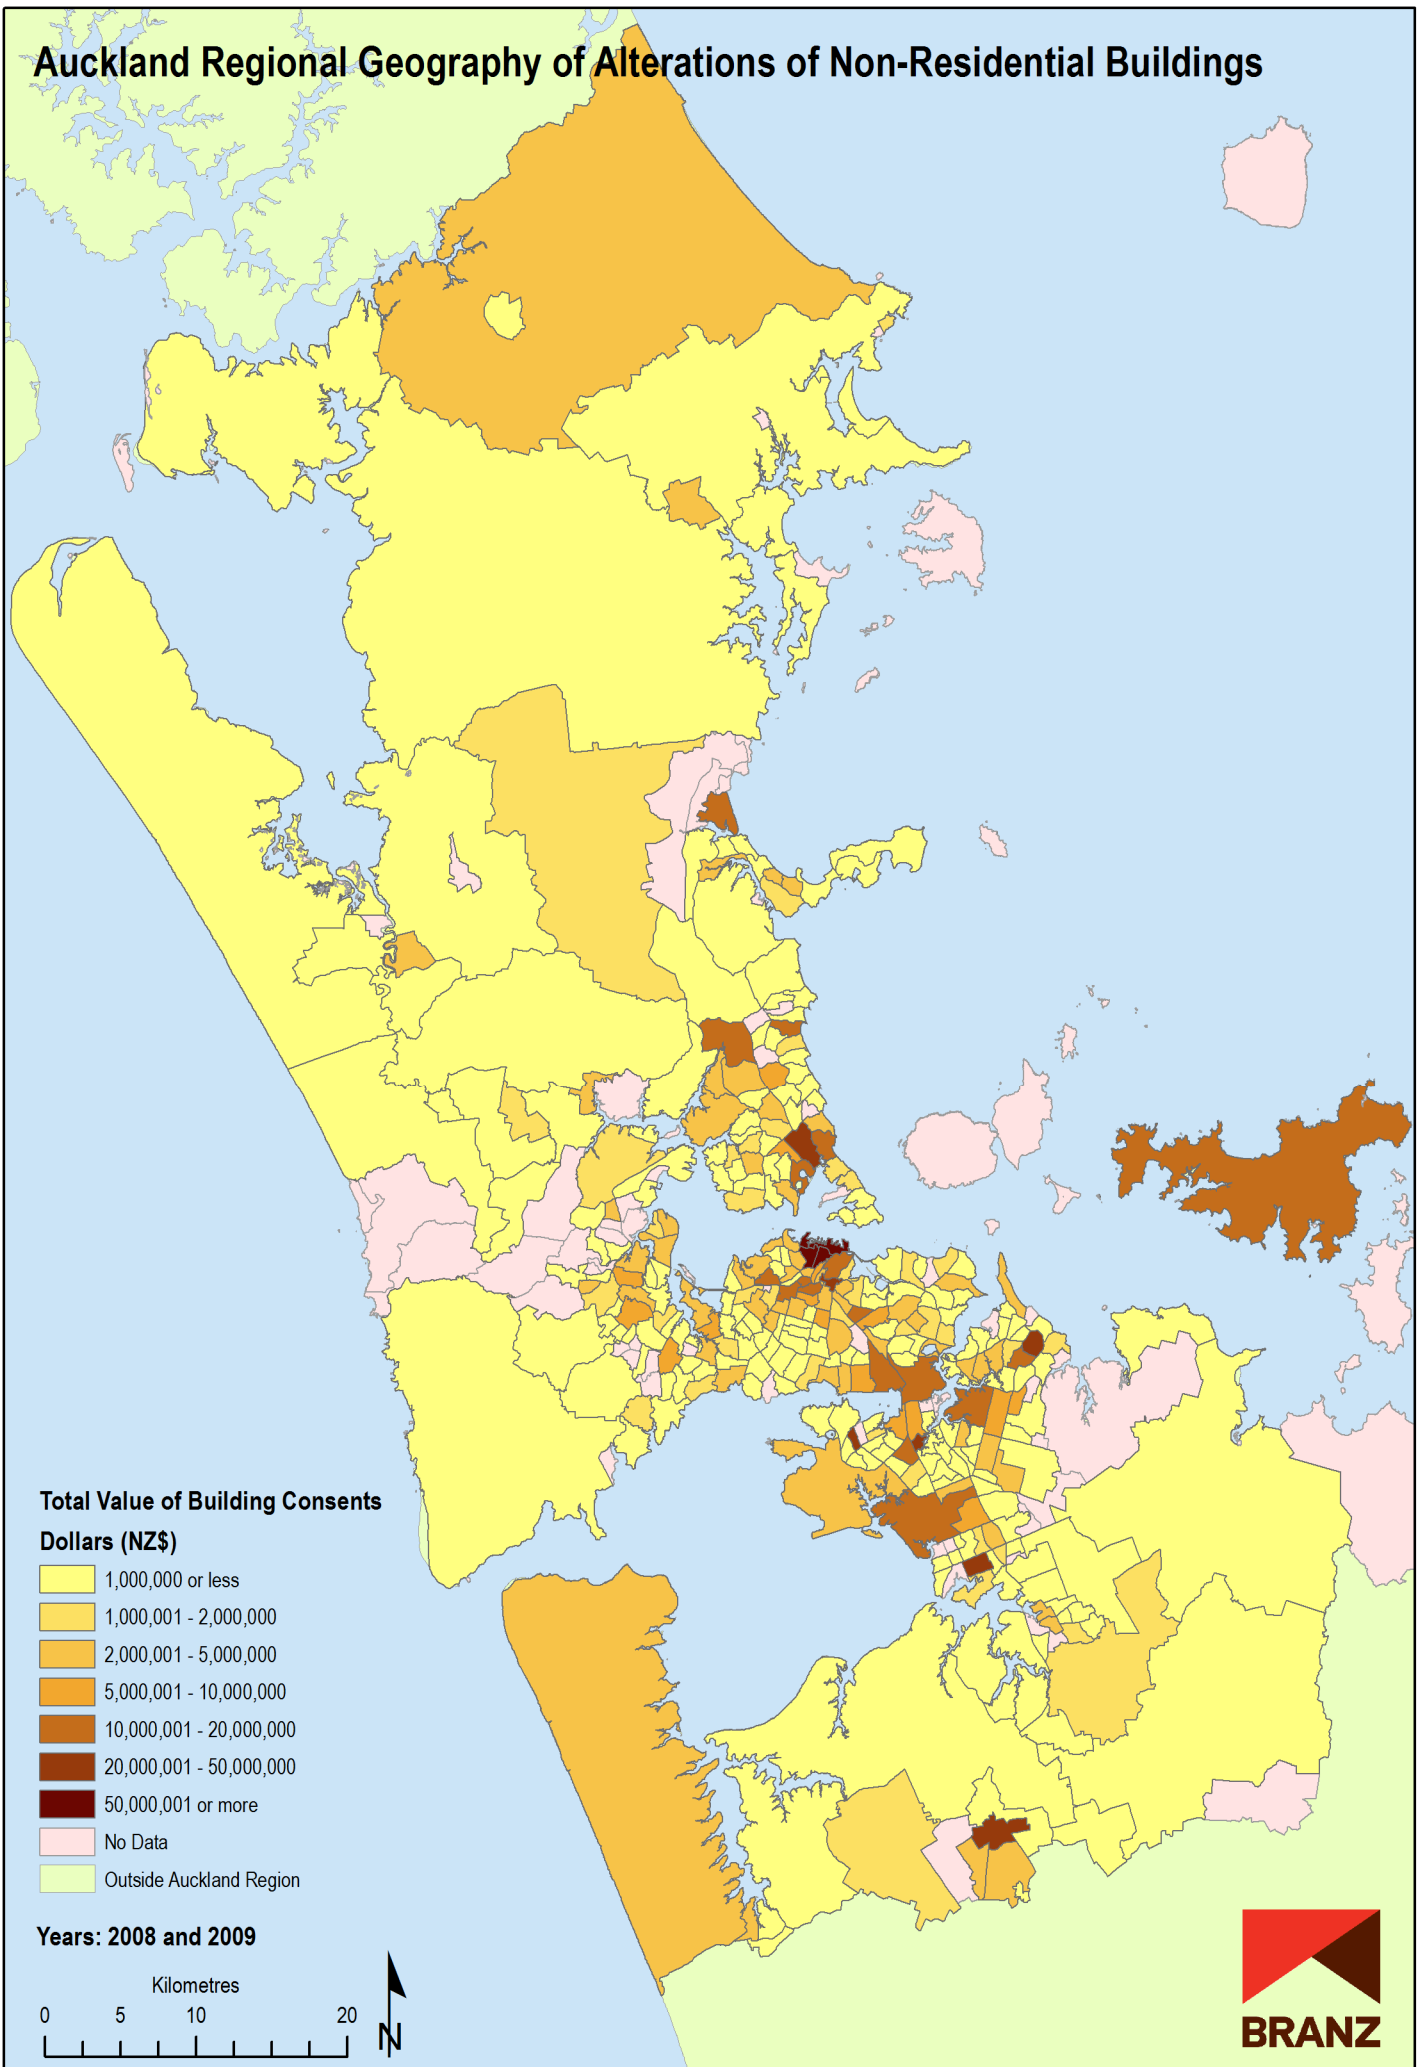 Auckland Regional Geography of Alterations of Non-Residential Buildings
Total Value of Building Consents
Dollars (NZ$)
1,000,000 or less
1,000,001 - 2,000,000
2,000,001 - 5,000,000
5,000,001 - 10,000,000
10,000,001 - 20,000,000
20,000,001 - 50,000,000
50,000,001 or more
No Data
Outside Auckland Region
Years: 2008 and 2009
Kilometres
0 5 10 20
N
BRANZ